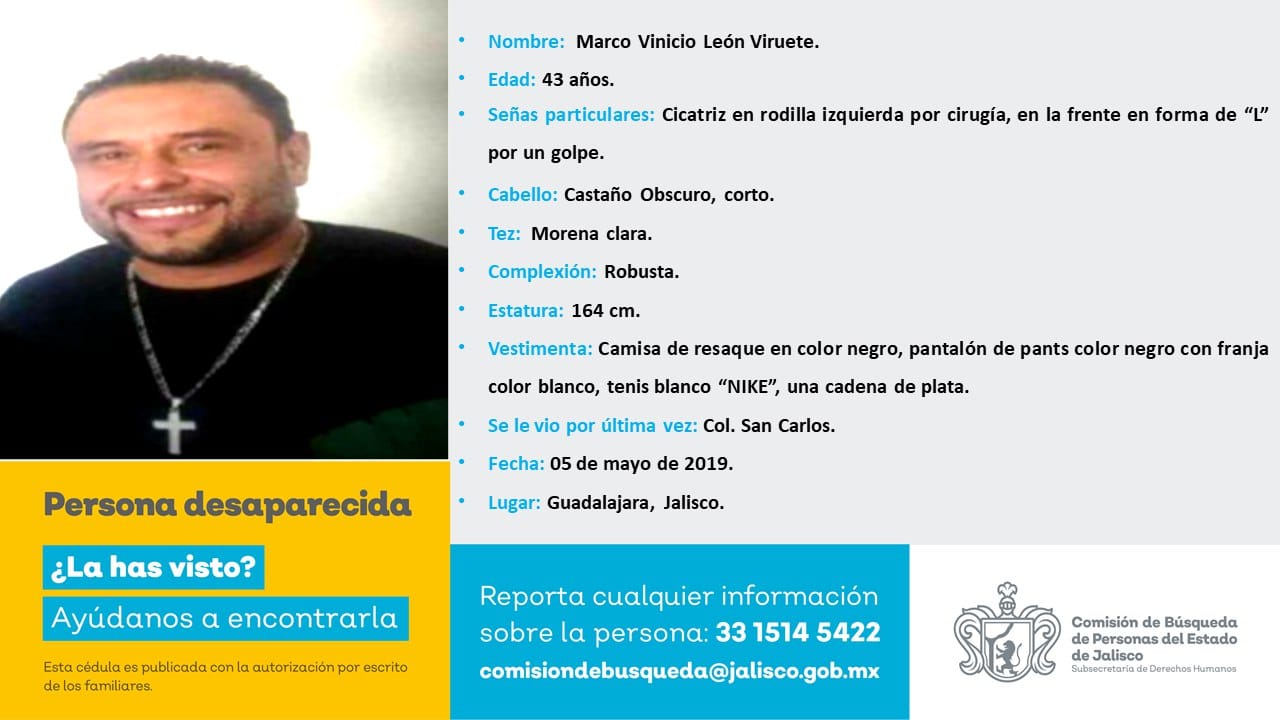 Nombre: Marco Vinicio León Viruete.
Edad: 43 años.
Señas particulares: Cicatriz en rodilla izquierda por cirugía, en la frente en forma de “L”
por un golpe.
Cabello: Castaño Obscuro, corto.
Tez: Morena clara.
Complexión: Robusta.
Estatura: 164 cm.
Vestimenta: Camisa de resaque en color negro, pantalón de pants color negro con franja
color blanco, tenis blanco “NIKE”, una cadena de plata.
Se le vio por última vez: Col. San Carlos.
Fecha: 05 de mayo de 2019.
Lugar: Guadalajara, Jalisco.
Persona desaparecida
¿La has visto?
Ayúdanos a encontrarla
Esta cédula es publicada con la autorización por escrito
de los familiares.
Reporta cualquier información
sobre la persona: 33 1514 5422
comisiondebusqueda@jalisco.gob.mx
Comisión de Búsqueda
de Personas del Estado
de Jalisco
Subsecretaría de Derechos Humanos